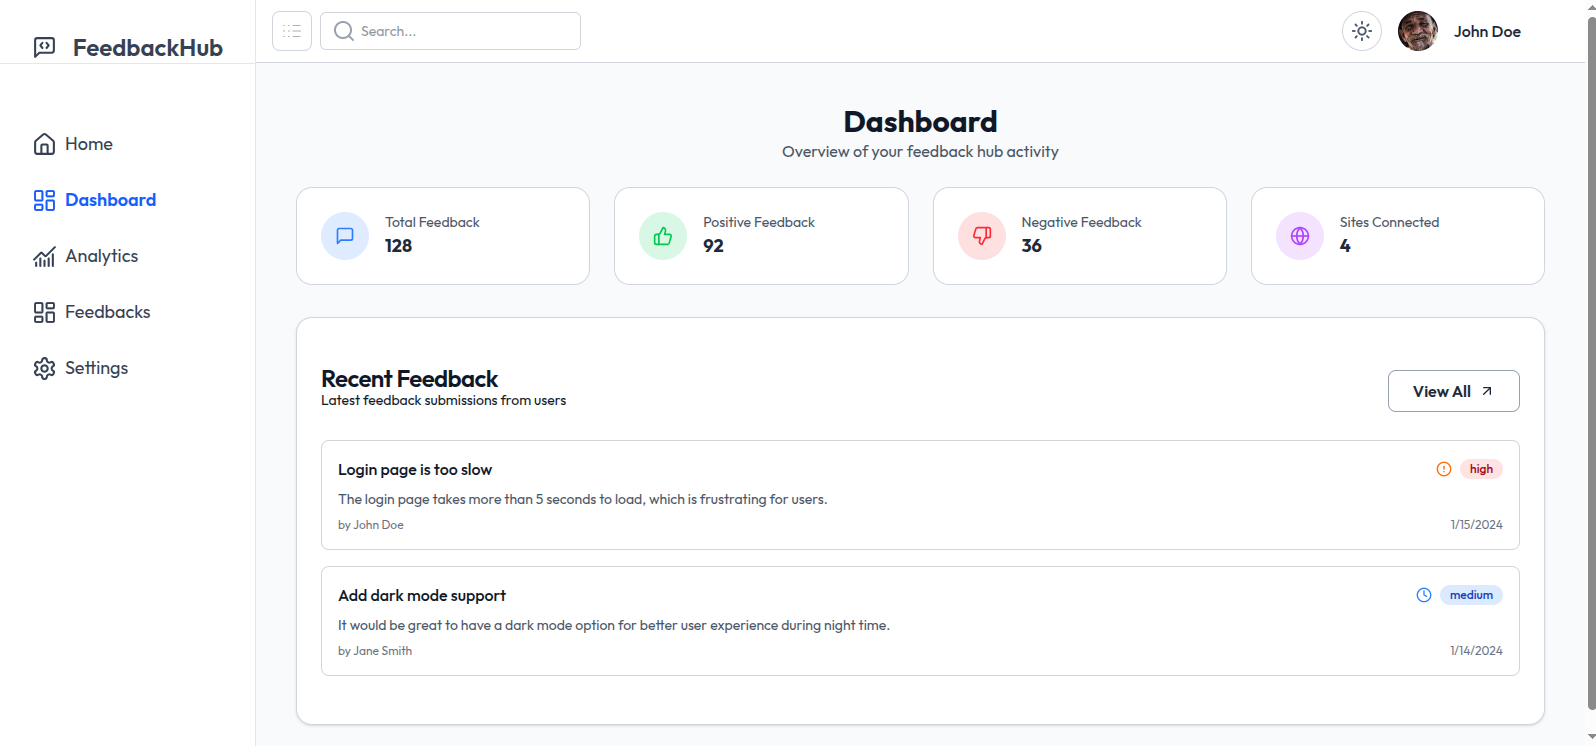 FeedbackHub
Search...
John Doe
Home
Dashboard
Analytics
Feedbacks
Settings
Dashboard
Overview of your feedback hub activity
Total Feedback
128
Positive Feedback
92
Negative Feedback
36
Sites Connected
4
Recent Feedback
Latest feedback submissions from users
View All
Login page is too slow
high
The login page takes more than 5 seconds to load, which is frustrating for users.
by John Doe
1/15/2024
Add dark mode support
medium
It would be great to have a dark mode option for better user experience during night time.
by Jane Smith
1/14/2024